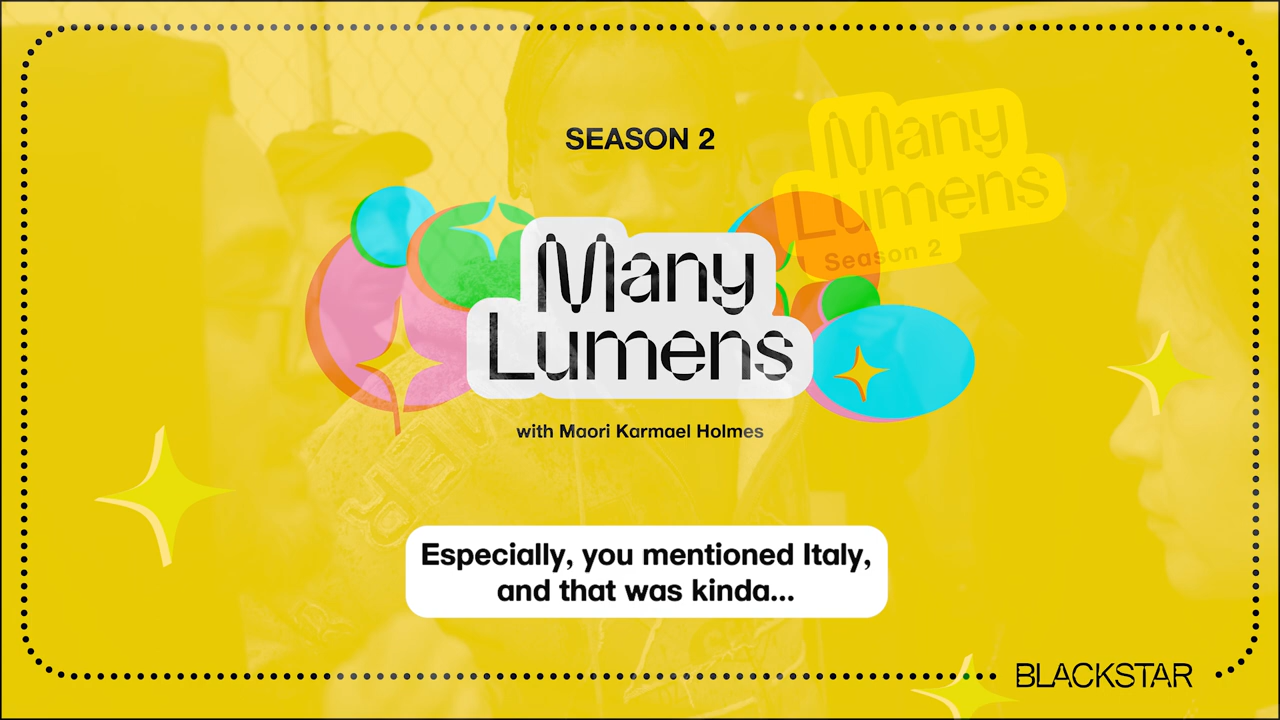 SEASON 2
Many
Lumens
Season 2
Many
Lumens
with Maori Karmael Holmes
Especially, you mentioned Italy,
and that was kinda...
BLACKSTAR